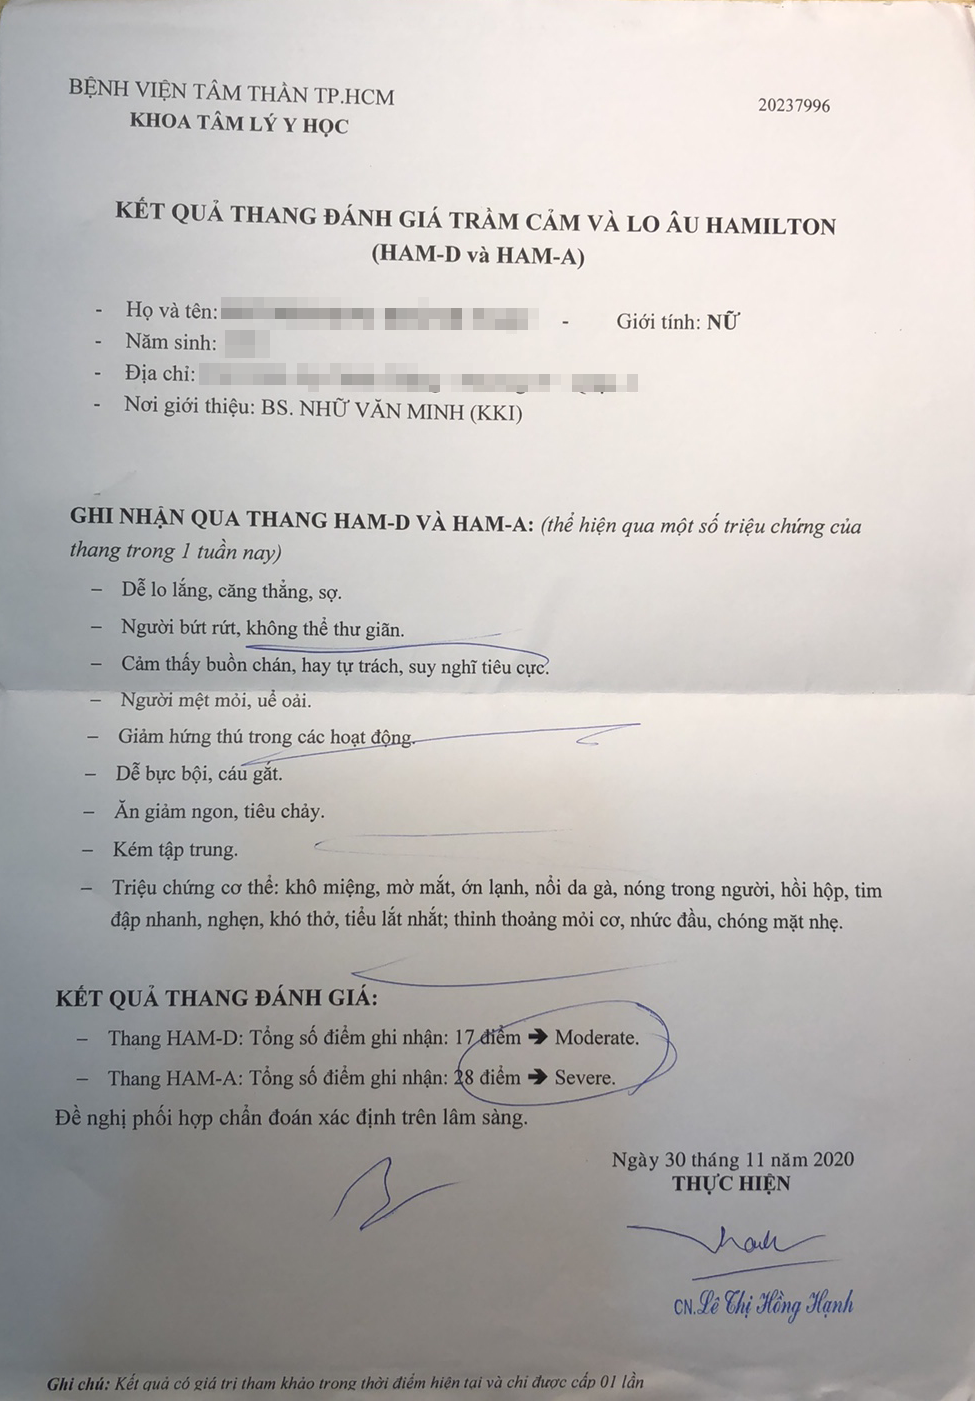 BỆNH VIỆN TÂM THẦN TP.HCM
20237996
KHOA TÂM LÝ Y HỌC
KẾT QUẢ THANG ĐÁNH GIÁ TRẦM CẢM VÀ LO ÂU HAMILTON
(HAM-D và HAM-A)
- Họ và tên: - Giới tính: NỮ
- Năm sinh:
- Địa chỉ:
- Nơi giới thiệu: BS. NHỮ VĂN MINH (KKI)
GHI NHẬN QUA THANG HAM-D VÀ HAM-A: (thể hiện qua một số triệu chứng của
thang trong 1 tuần nay)
– Dễ lo lắng, căng thẳng, sợ.
– Người bứt rứt, không thể thư giãn.
– Cảm thấy buồn chán, hay tự trách, suy nghĩ tiêu cực.
– Người mệt mỏi, uể oải.
– Giảm hứng thú trong các hoạt động.
– Dễ bực bội, cáu gắt.
– Ăn giảm ngon, tiêu chảy.
– Kém tập trung.
– Triệu chứng cơ thể: khô miệng, mờ mắt, ớn lạnh, nổi da gà, nóng trong người, hồi hộp, tim
đập nhanh, nghẹn, khó thở, tiểu lắt nhắt; thỉnh thoảng mỏi cơ, nhức đầu, chóng mặt nhẹ.
KẾT QUẢ THANG ĐÁNH GIÁ:
– Thang HAM-D: Tổng số điểm ghi nhận: 17 điểm ➔ Moderate.
– Thang HAM-A: Tổng số điểm ghi nhận: 28 điểm ➔ Severe.
Đề nghị phối hợp chẩn đoán xác định trên lâm sàng.
Ngày 30 tháng 11 năm 2020
THỰC HIỆN
Hạnh
CN. Lê Thị Hồng Hạnh
Ghi chú: Kết quả có giá trị tham khảo trong thời điểm hiện tại và chỉ được cấp 01 lần